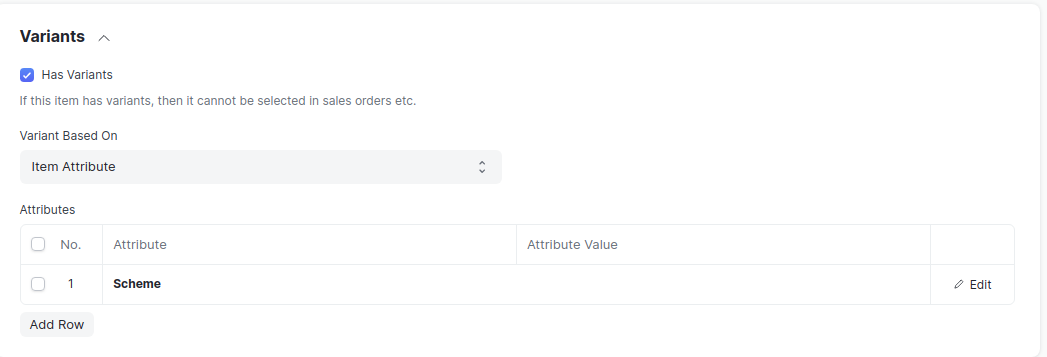 Variants
Has Variants
If this item has variants, then it cannot be selected in sales orders etc.
Variant Based On
Item Attribute
Attributes
No. Attribute Attribute Value
1 Scheme Edit
Add Row